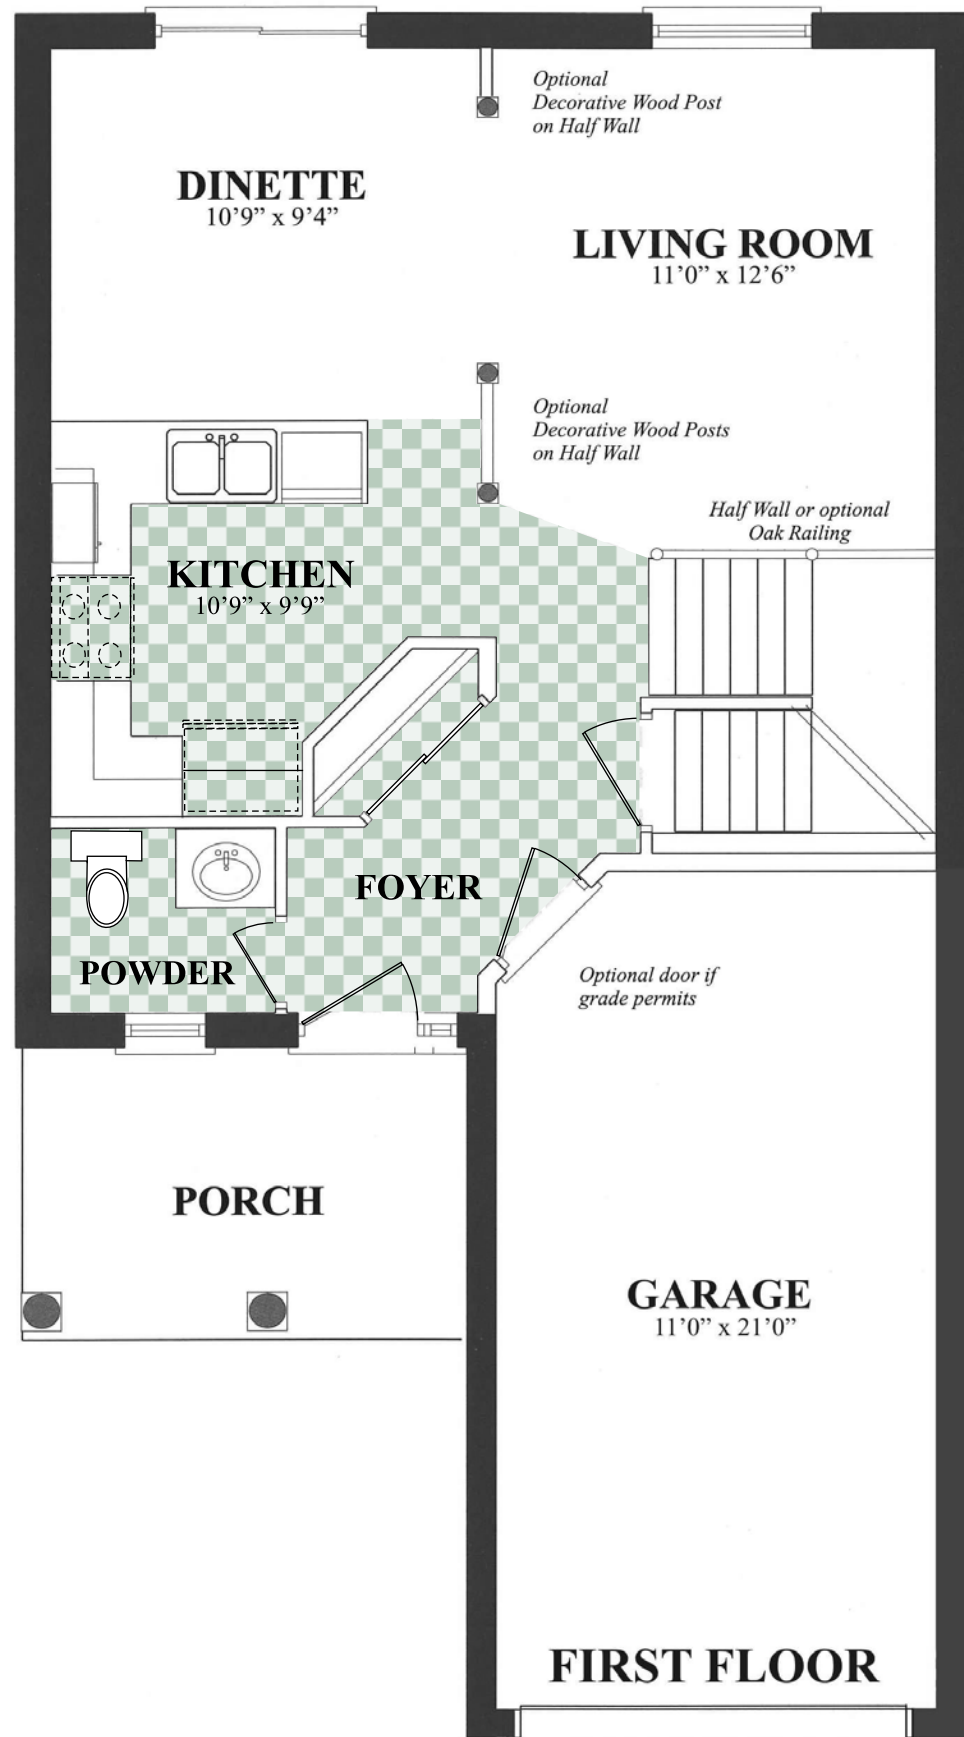 Optional
Decorative Wood Post
on Half Wall
DINETTE
10’9” x 9’4”
LIVING ROOM
11’0” x 12’6”
Optional
Decorative Wood Posts
on Half Wall
Half Wall or optional
Oak Railing
KITCHEN
10’9” x 9’9”
FOYER
POWDER
Optional door if
grade permits
PORCH
GARAGE
11’0” x 21’0”
FIRST FLOOR